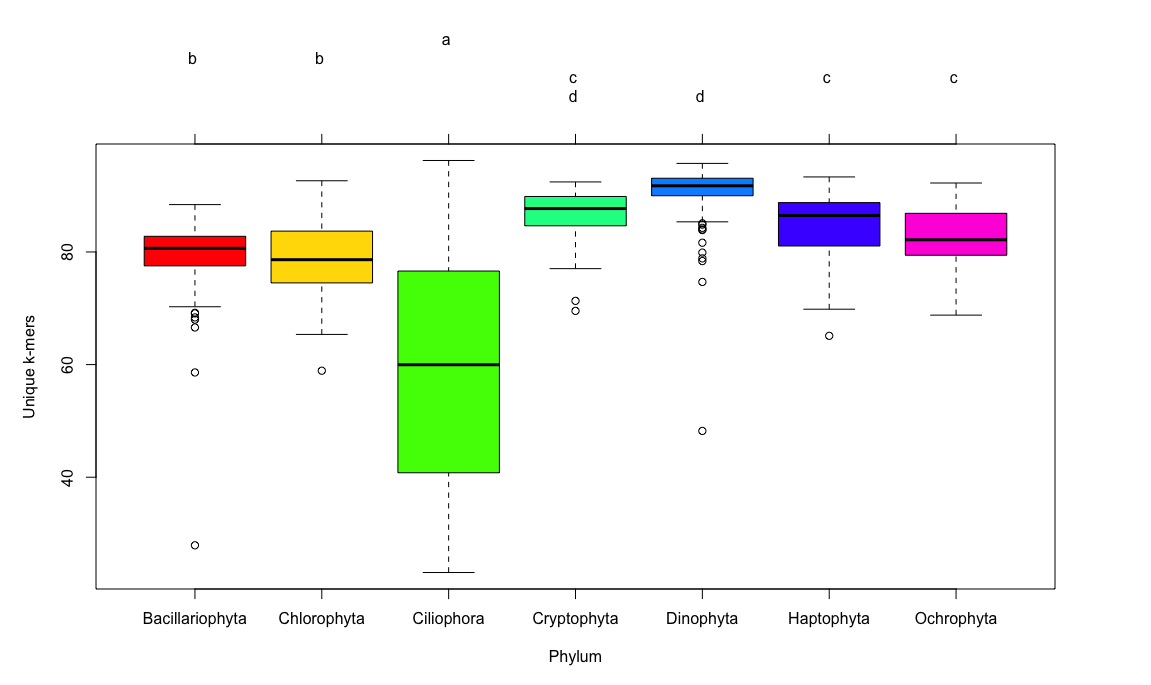 a
b b
c c c
d d
80
60
40
Unique k-mers
Bacillariophyta Chlorophyta Ciliophora Cryptophyta Dinophyta Haptophyta Ochrophyta
Phylum